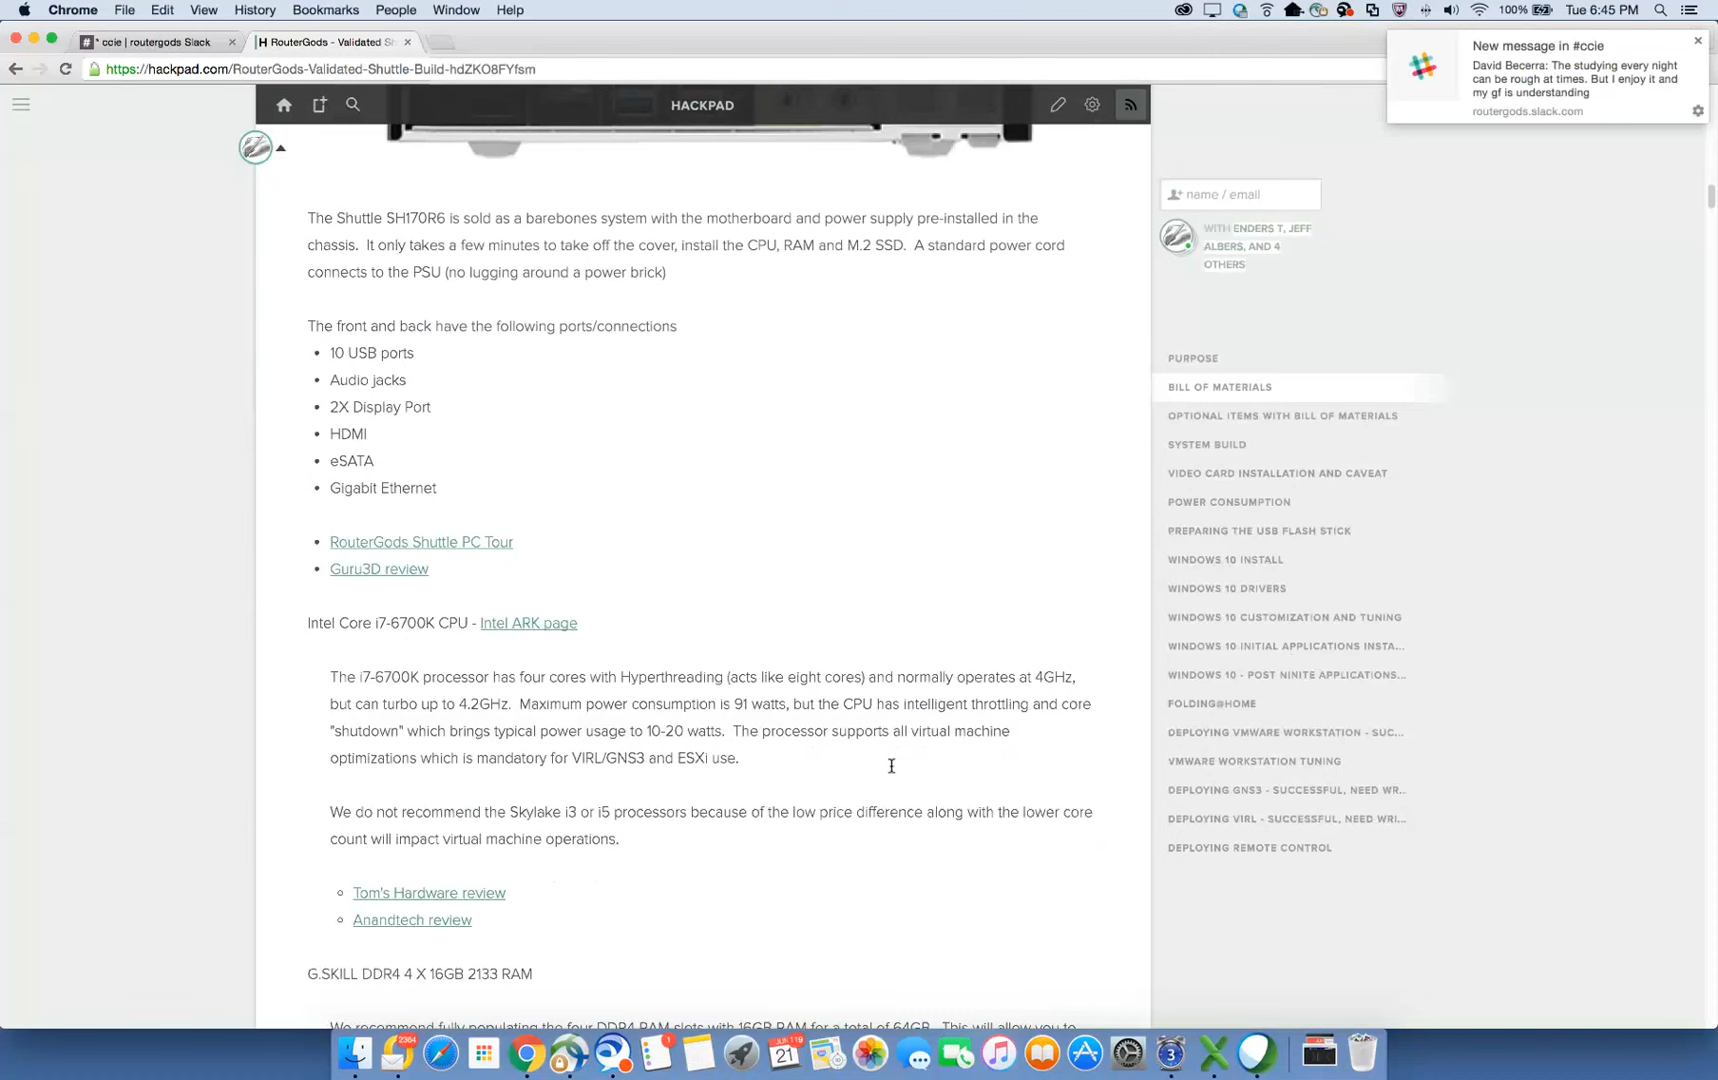 Chrome File Edit View History Bookmarks People Window Help 100% Tue 6:45 PM
* ccie | routergods Slack RouterGods - Validated Sh
https://hackpad.com/RouterGods-Validated-Shuttle-Build-hdZKO8FYfsm
New message in #ccie
David Becerra: The studying every night
can be rough at times. But I enjoy it and
my gf is understanding
routergods.slack.com
HACKPAD
name / email
WITH ENDERS T, JEFF
ALBERS, AND 4
OTHERS
The Shuttle SH170R6 is sold as a barebones system with the motherboard and power supply pre-installed in the
chassis. It only takes a few minutes to take off the cover, install the CPU, RAM and M.2 SSD. A standard power cord
connects to the PSU (no lugging around a power brick)
The front and back have the following ports/connections
• 10 USB ports
• Audio jacks
• 2X Display Port
• HDMI
• eSATA
• Gigabit Ethernet
• RouterGods Shuttle PC Tour
• Guru3D review
Intel Core i7-6700K CPU - Intel ARK page
The i7-6700K processor has four cores with Hyperthreading (acts like eight cores) and normally operates at 4GHz,
but can turbo up to 4.2GHz. Maximum power consumption is 91 watts, but the CPU has intelligent throttling and core
"shutdown" which brings typical power usage to 10-20 watts. The processor supports all virtual machine
optimizations which is mandatory for VIRL/GNS3 and ESXi use.
We do not recommend the Skylake i3 or i5 processors because of the low price difference along with the lower core
count will impact virtual machine operations.
Tom's Hardware review
Anandtech review
G.SKILL DDR4 4 X 16GB 2133 RAM
We recommend fully populating the four DDR4 RAM slots with 16GB RAM for a total of 64GB. This will allow you to
PURPOSE
BILL OF MATERIALS
OPTIONAL ITEMS WITH BILL OF MATERIALS
SYSTEM BUILD
VIDEO CARD INSTALLATION AND CAVEAT
POWER CONSUMPTION
PREPARING THE USB FLASH STICK
WINDOWS 10 INSTALL
WINDOWS 10 DRIVERS
WINDOWS 10 CUSTOMIZATION AND TUNING
WINDOWS 10 INITIAL APPLICATIONS INSTA...
WINDOWS 10 - POST NINITE APPLICATIONS...
FOLDING@HOME
DEPLOYING VMWARE WORKSTATION - SUC...
VMWARE WORKSTATION TUNING
DEPLOYING GNS3 - SUCCESSFUL, NEED WR...
DEPLOYING VIRL - SUCCESSFUL, NEED WRI...
DEPLOYING REMOTE CONTROL
2364 1 21 3